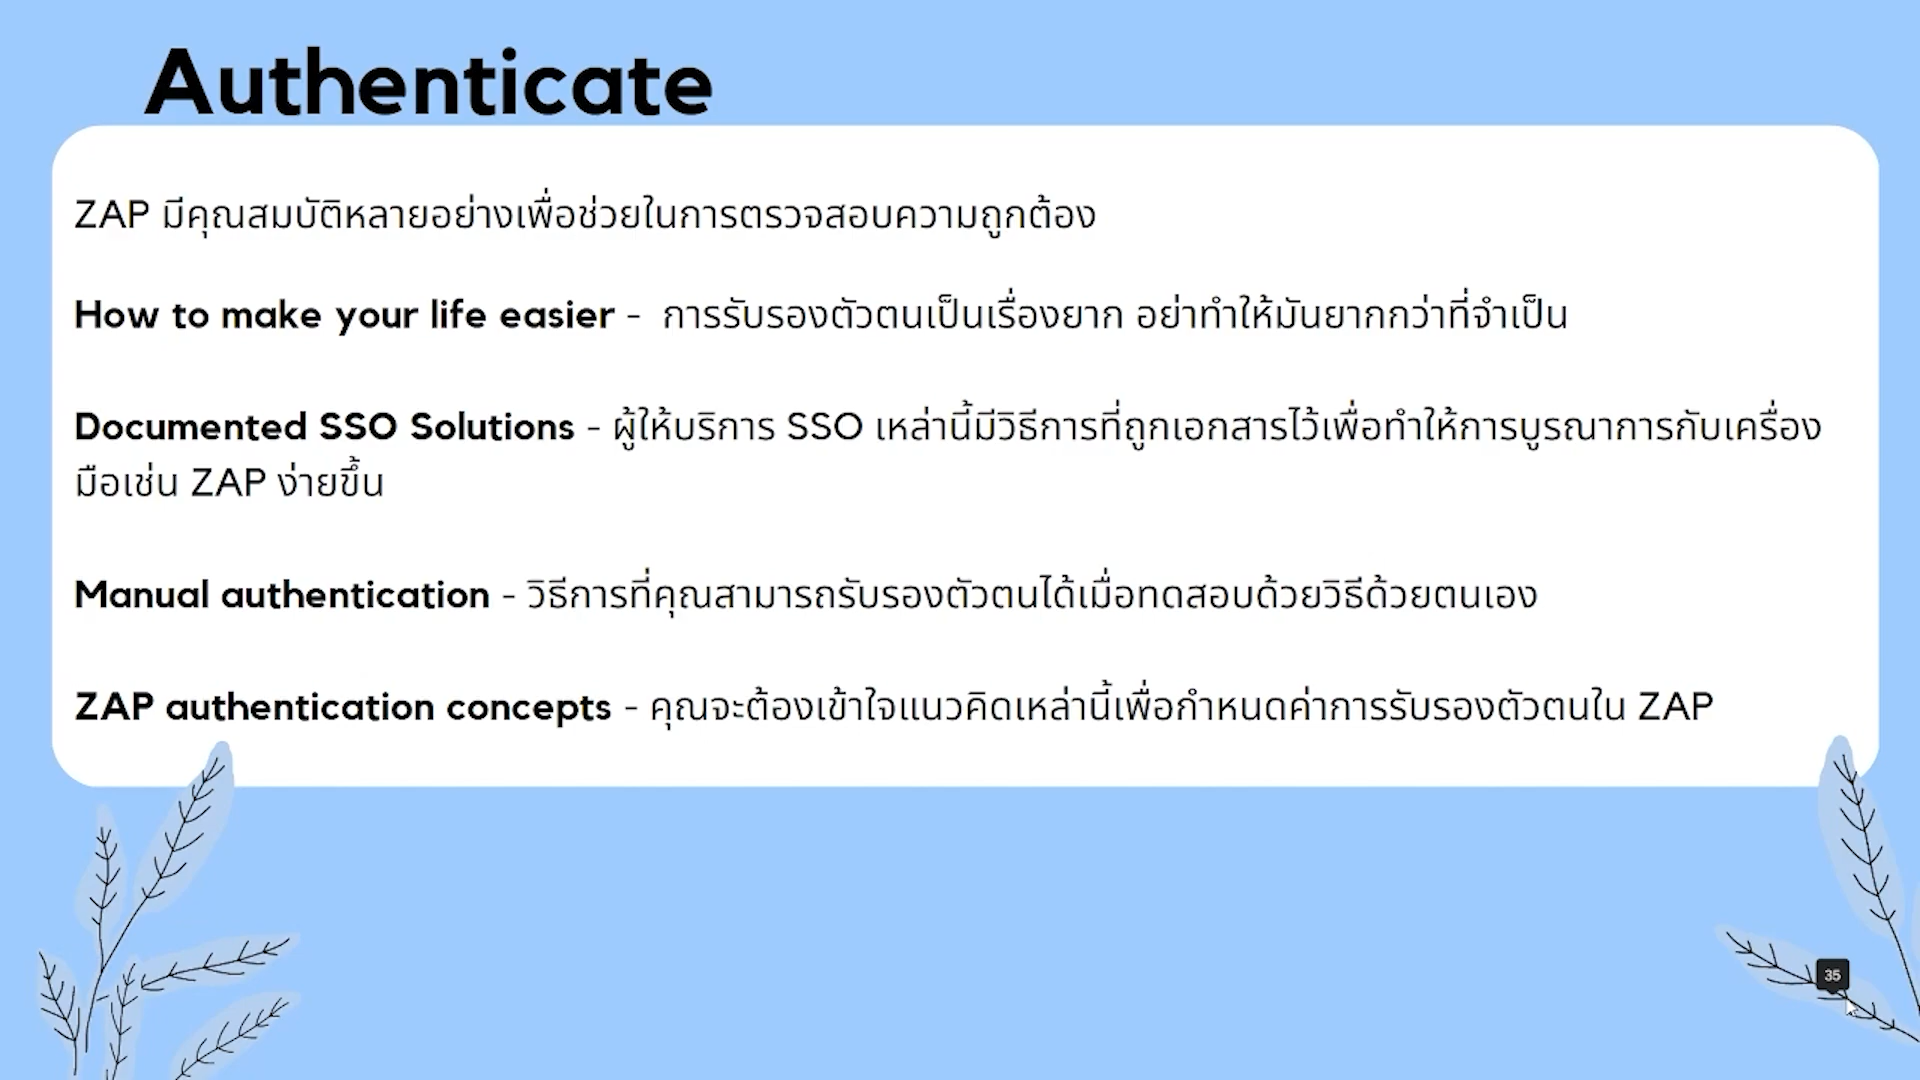 Authenticate
ZAP มีคุณสมบัติหลายอย่างเพื่อช่วยในการตรวจสอบความถูกต้อง
How to make your life easier - การรับรองตัวตนเป็นเรื่องยาก อย่าทำให้มันยากกว่าที่จำเป็น
Documented SSO Solutions - ผู้ให้บริการ SSO เหล่านี้มีวิธีการที่ถูกเอกสารไว้เพื่อทำให้การบูรณาการกับเครื่อง
มือเช่น ZAP ง่ายขึ้น
Manual authentication - วิธีการที่คุณสามารถรับรองตัวตนได้เมื่อทดสอบด้วยวิธีด้วยตนเอง
ZAP authentication concepts - คุณจะต้องเข้าใจแนวคิดเหล่านี้เพื่อกำหนดค่าการรับรองตัวตนใน ZAP
35